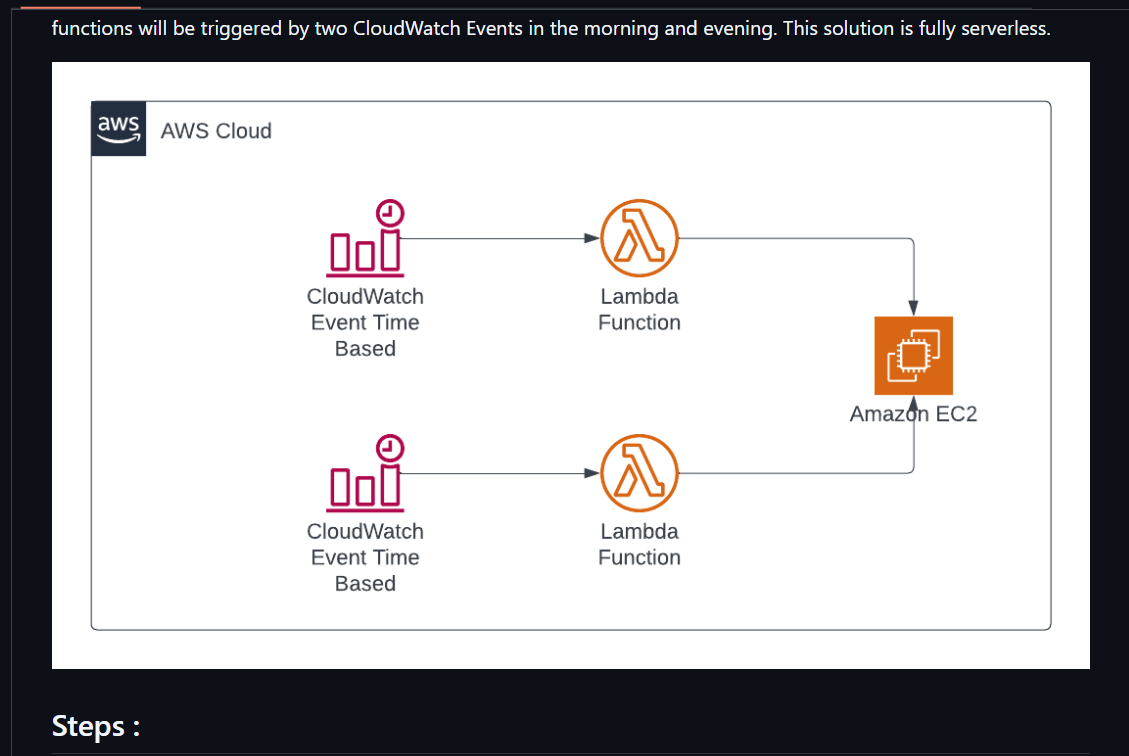 functions will be triggered by two CloudWatch Events in the morning and evening. This solution is fully serverless.
aws
AWS Cloud
CloudWatch
Event Time
Based
Lambda
Function
Amazon EC2
CloudWatch
Event Time
Based
Lambda
Function
Steps :